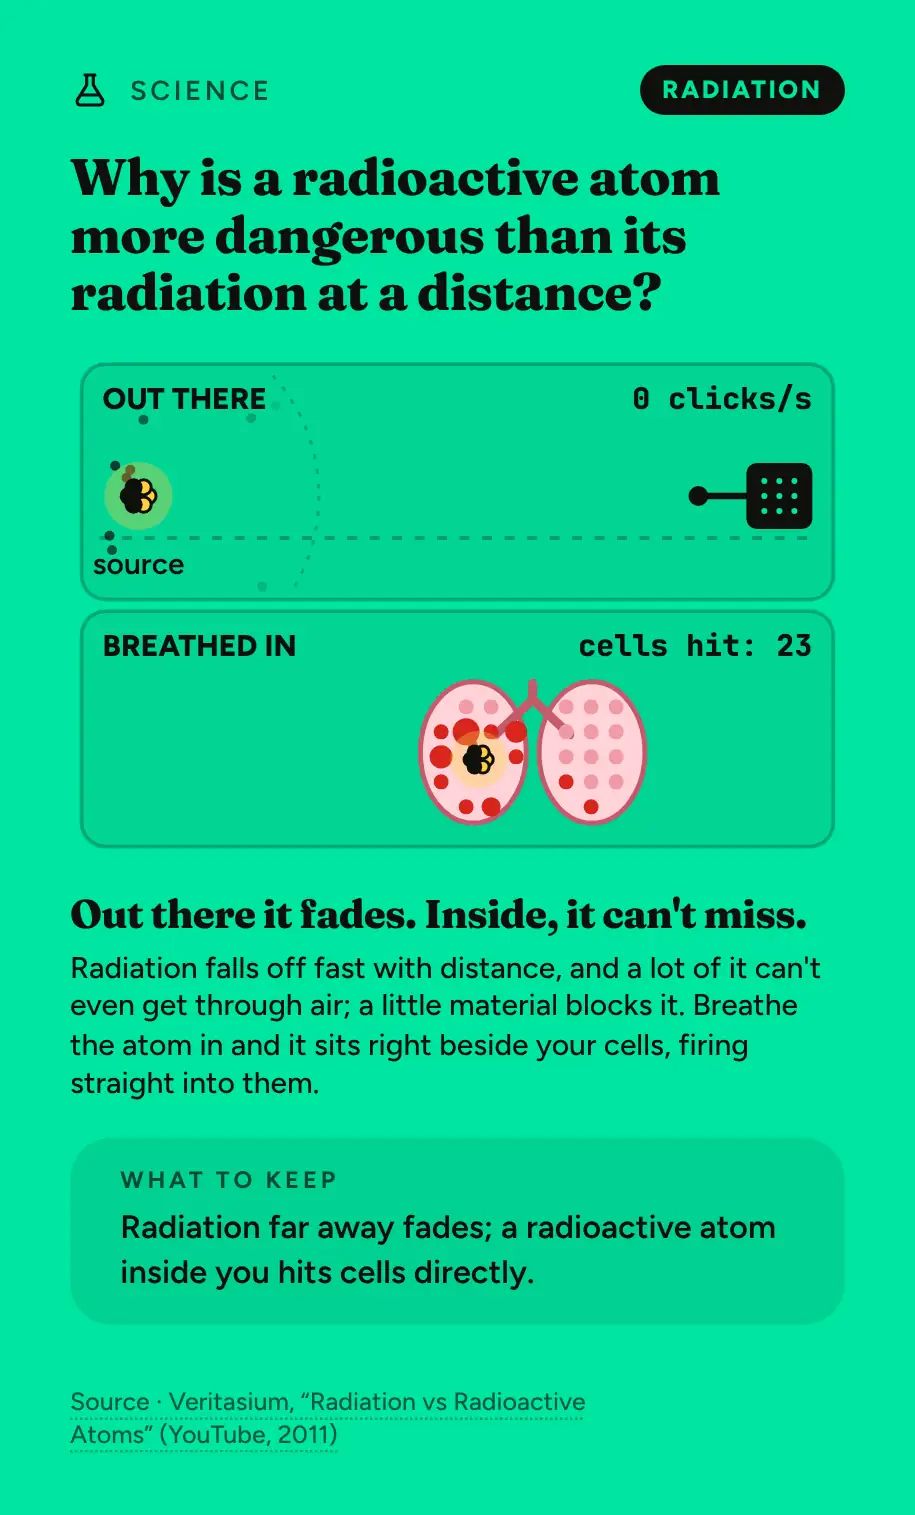 SCIENCE
RADIATION
Why is a radioactive atom
more dangerous than its
radiation at a distance?
OUT THERE
0 clicks/s
source
BREATHED IN
cells hit: 23
Out there it fades. Inside, it can't miss.
Radiation falls off fast with distance, and a lot of it can't
even get through air; a little material blocks it. Breathe
the atom in and it sits right beside your cells, firing
straight into them.
WHAT TO KEEP
Radiation far away fades; a radioactive atom
inside you hits cells directly.
Source · Veritasium, “Radiation vs Radioactive
Atoms” (YouTube, 2011)